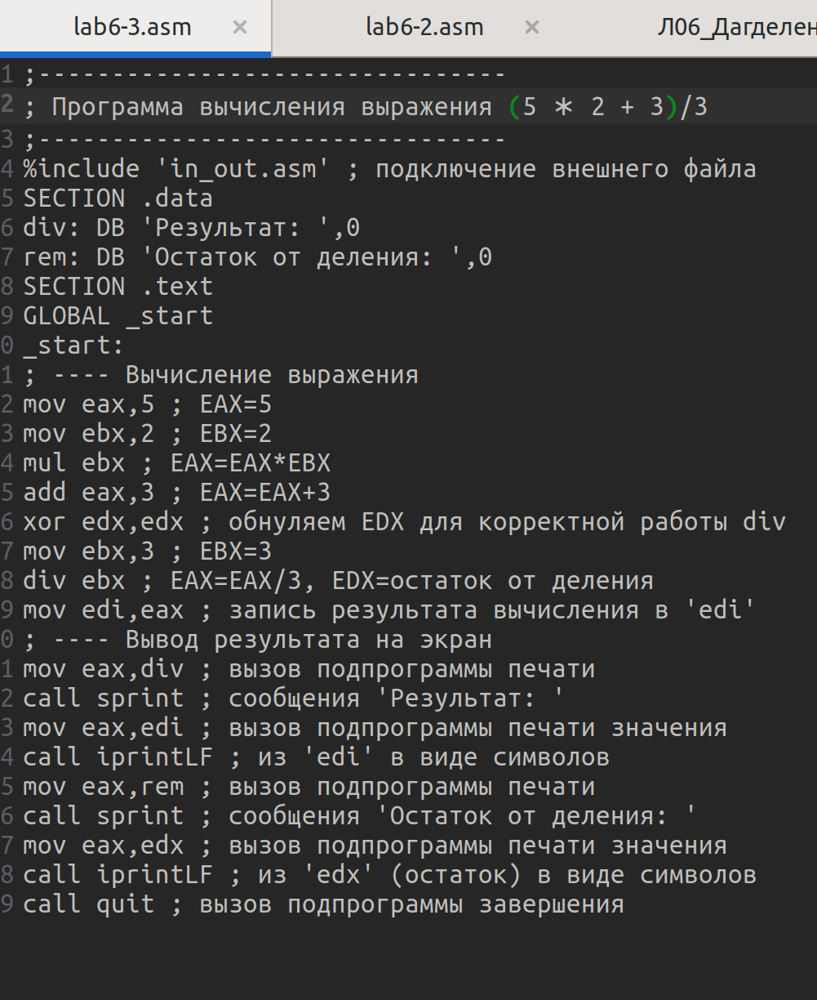 lab6-3.asm × lab6-2.asm × Л06_Дагделен
1 ;--------------------------------
2 ; Программа вычисления выражения (5 * 2 + 3)/3
3 ;--------------------------------
4 %include 'in_out.asm' ; подключение внешнего файла
5 SECTION .data
6 div: DB 'Результат: ',0
7 rem: DB 'Остаток от деления: ',0
8 SECTION .text
9 GLOBAL _start
0 _start:
1 ; ---- Вычисление выражения
2 mov eax,5 ; EAX=5
3 mov ebx,2 ; EBX=2
4 mul ebx ; EAX=EAX*EBX
5 add eax,3 ; EAX=EAX+3
6 xor edx,edx ; обнуляем EDX для корректной работы div
7 mov ebx,3 ; EBX=3
8 div ebx ; EAX=EAX/3, EDX=остаток от деления
9 mov edi,eax ; запись результата вычисления в 'edi'
0 ; ---- Вывод результата на экран
1 mov eax,div ; вызов подпрограммы печати
2 call sprint ; сообщения 'Результат: '
3 mov eax,edi ; вызов подпрограммы печати значения
4 call iprintLF ; из 'edi' в виде символов
5 mov eax,rem ; вызов подпрограммы печати
6 call sprint ; сообщения 'Остаток от деления: '
7 mov eax,edx ; вызов подпрограммы печати значения
8 call iprintLF ; из 'edx' (остаток) в виде символов
9 call quit ; вызов подпрограммы завершения